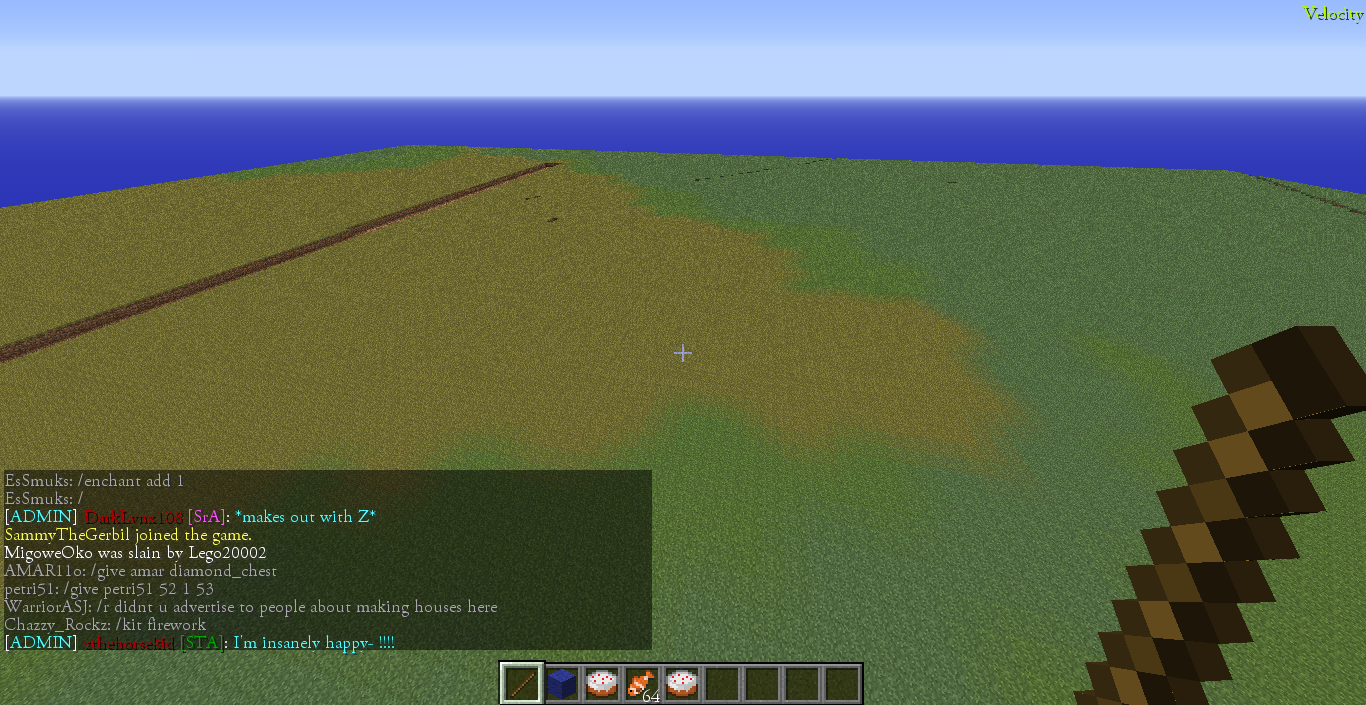 Velocity
EsSmuks: /enchant add 1
EsSmuks: /
[ADMIN] DarkLynx108 [SrA]: *makes out with Z*
SammyTheGerbil joined the game.
MigoweOko was slain by Lego20002
AMAR11o: /give amar diamond_chest
petri51: /give petri51 52 1 53
WarriorASJ: /r didnt u advertise to people about making houses here
Chazzy_Rockz: /kit firework
[ADMIN] [STA]: I'm insanely happy- !!!!
64